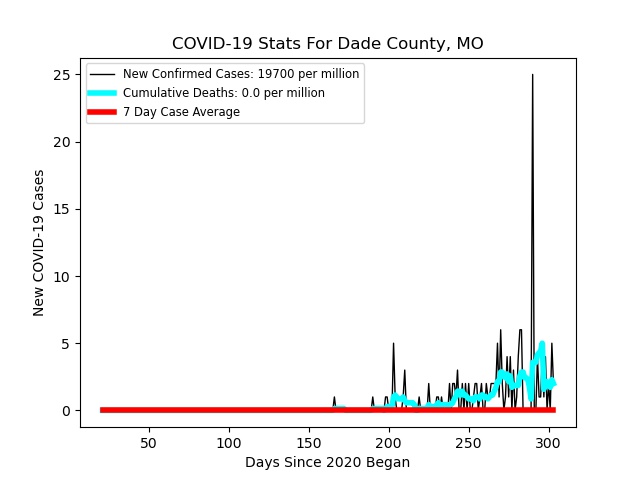 COVID-19 Stats For Dade County, MO
New Confirmed Cases: 19700 per million
Cumulative Deaths: 0.0 per million
7 Day Case Average
25
20
15
10
5
0
New COVID-19 Cases
50 100 150 200 250 300
Days Since 2020 Began